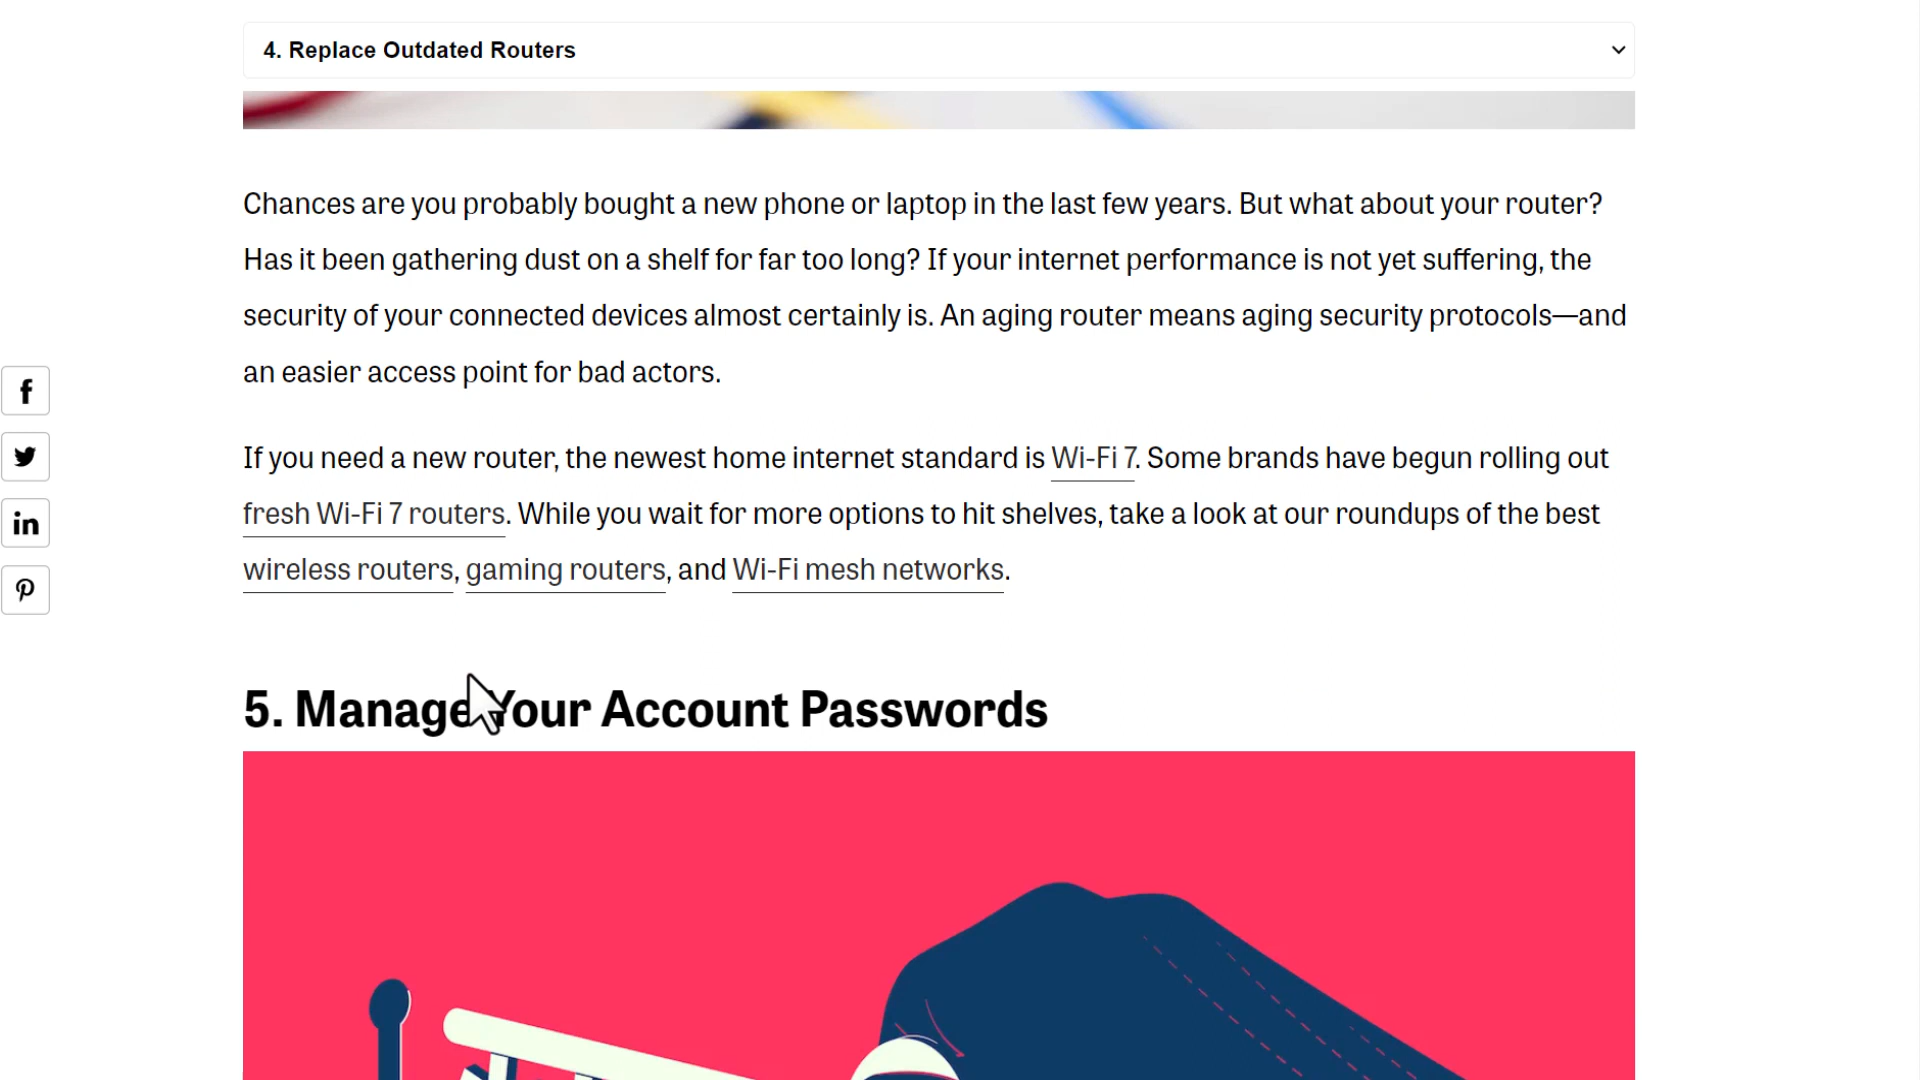 4. Replace Outdated Routers
Chances are you probably bought a new phone or laptop in the last few years. But what about your router?
Has it been gathering dust on a shelf for far too long? If your internet performance is not yet suffering, the
security of your connected devices almost certainly is. An aging router means aging security protocols—and
an easier access point for bad actors.
If you need a new router, the newest home internet standard is Wi-Fi 7. Some brands have begun rolling out
fresh Wi-Fi 7 routers. While you wait for more options to hit shelves, take a look at our roundups of the best
wireless routers, gaming routers, and Wi-Fi mesh networks.
5. Manage Your Account Passwords